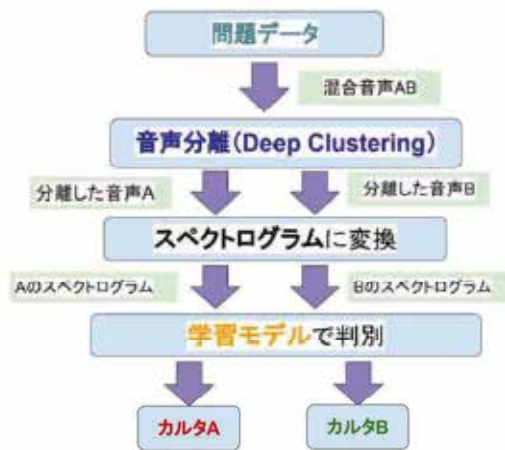 問題データ
混合音声AB
音声分離(Deep Clustering)
分離した音声A
分離した音声B
スペクトログラムに変換
Aのスペクトログラム
Bのスペクトログラム
学習モデルで判別
カルタA
カルタB